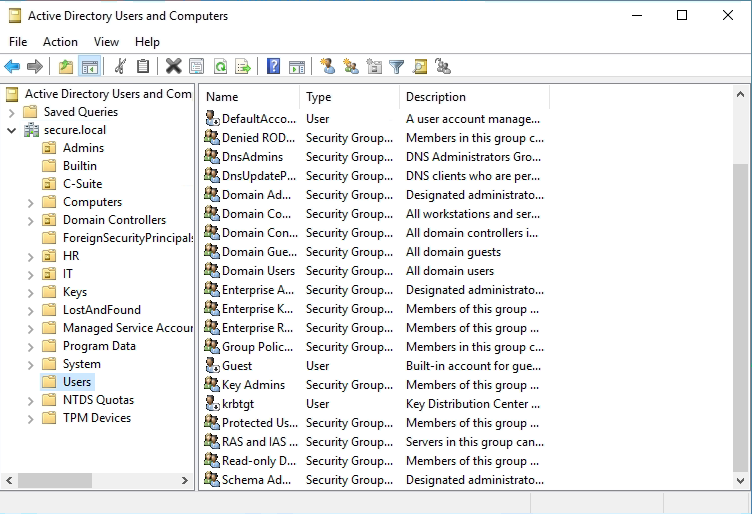 Active Directory Users and Computers
File Action View Help
Active Directory Users and Com
Saved Queries
secure.local
Admins
Builtin
C-Suite
Computers
Domain Controllers
ForeignSecurityPrincipals
HR
IT
Keys
LostAndFound
Managed Service Accour
Program Data
System
Users
NTDS Quotas
TPM Devices
Name Type Description
DefaultAcco... User A user account manage...
Denied ROD... Security Group... Members in this group c...
DnsAdmins Security Group... DNS Administrators Gro...
DnsUpdateP... Security Group... DNS clients who are per...
Domain Ad... Security Group... Designated administrato...
Domain Co... Security Group... All workstations and ser...
Domain Con... Security Group... All domain controllers i...
Domain Gue... Security Group... All domain guests
Domain Users Security Group... All domain users
Enterprise A... Security Group... Designated administrato...
Enterprise K... Security Group... Members of this group ...
Enterprise R... Security Group... Members of this group ...
Group Polic... Security Group... Members in this group c...
Guest User Built-in account for gue...
Key Admins Security Group... Members of this group ...
krbtgt User Key Distribution Center ...
Protected Us... Security Group... Members of this group ...
RAS and IAS ... Security Group... Servers in this group can...
Read-only D... Security Group... Members of this group ...
Schema Ad... Security Group... Designated administrato...